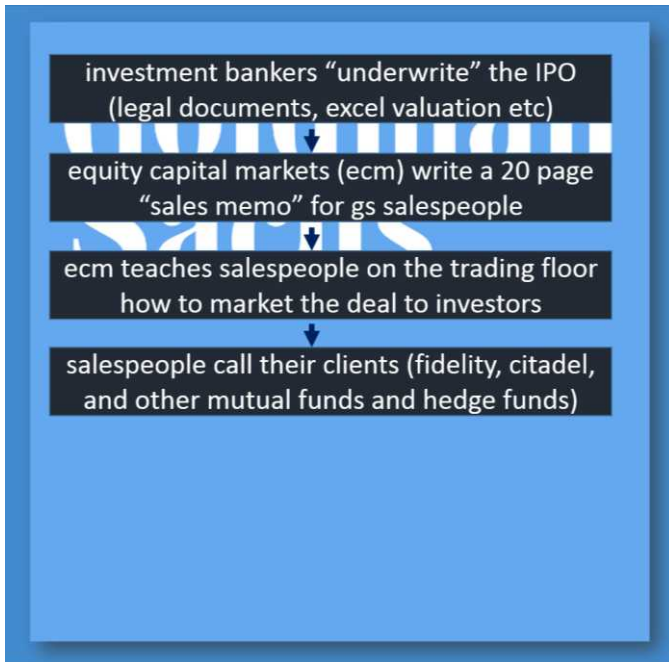 investment bankers “underwrite” the IPO
(legal documents, excel valuation etc)
equity capital markets (ecm) write a 20 page
“sales memo” for gs salespeople
ecm teaches salespeople on the trading floor
how to market the deal to investors
salespeople call their clients (fidelity, citadel,
and other mutual funds and hedge funds)